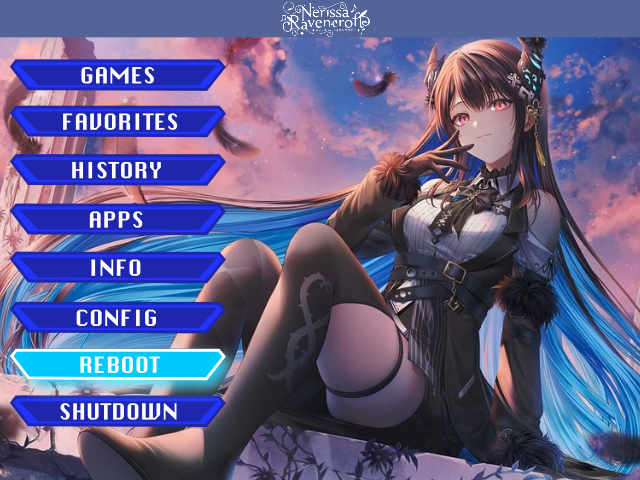 Nerissa
Ravencroft
GAMES
FAVORITES
HISTORY
APPS
INFO
CONFIG
REBOOT
SHUTDOWN